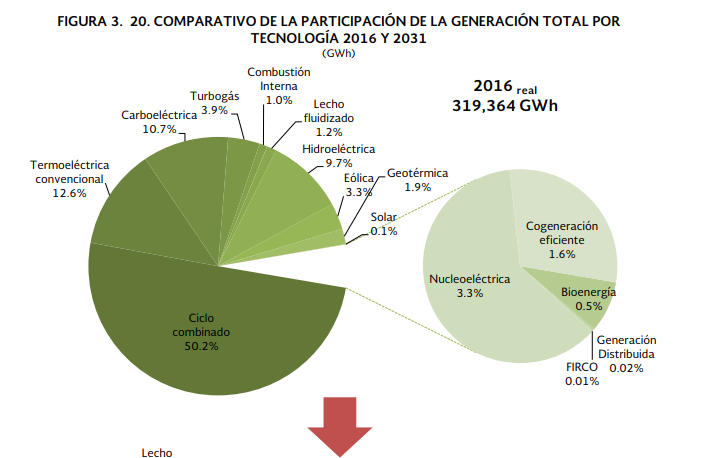 FIGURA 3. 20. COMPARATIVO DE LA PARTICIPACIÓN DE LA GENERACIÓN TOTAL POR
TECNOLOGÍA 2016 Y 2031
(GWh)
2016 real
319,364 GWh
Combustión
Interna
1.0%
Turbogás
3.9%
Lecho
fluidizado
1.2%
Carboeléctrica
10.7%
Hidroeléctrica
9.7%
Termoeléctrica
convencional
12.6%
Eólica
3.3%
Geotérmica
1.9%
Solar
0.1%
Ciclo
combinado
50.2%
Cogeneración
eficiente
1.6%
Nucleoeléctrica
3.3%
Bioenergía
0.5%
Generación
Distribuida
0.02%
FIRCO
0.01%
Lecho